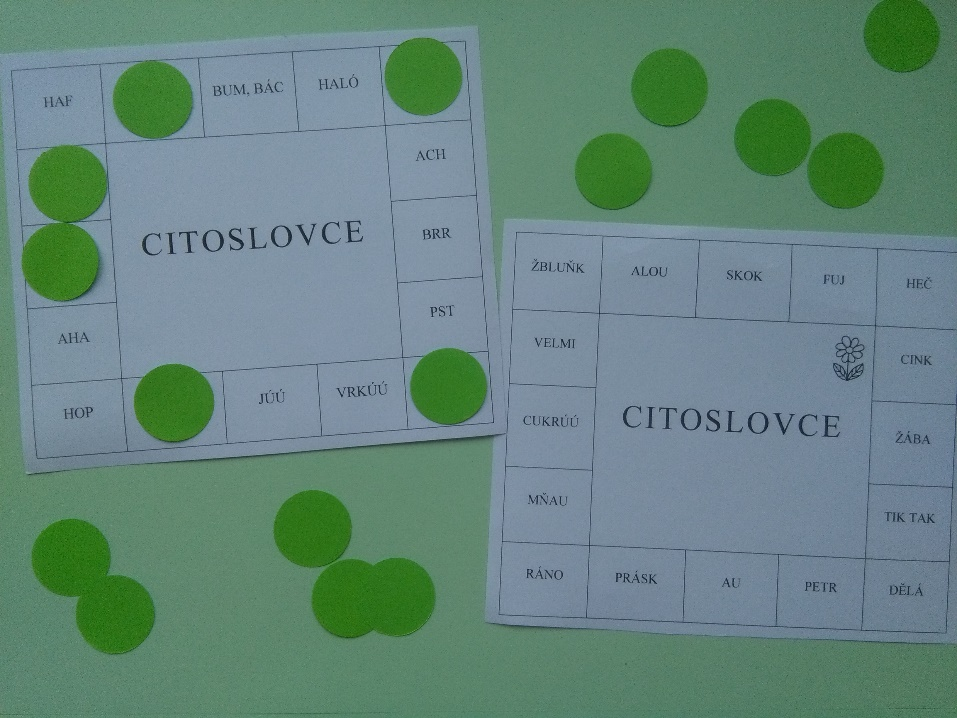 HAF
BUM, BÁC
HALÓ
ACH
CITOSLOVCE
BRR
PST
AHA
HOP
JÚÚ
VRKÚÚ
ŽBLUŇK
ALOU
SKOK
FUJ
HEČ
VELMI
CINK
CUKRÚÚ
CITOSLOVCE
ŽÁBA
MŇAU
TIK TAK
RÁNO
PRÁSK
AU
PETR
DĚLÁ